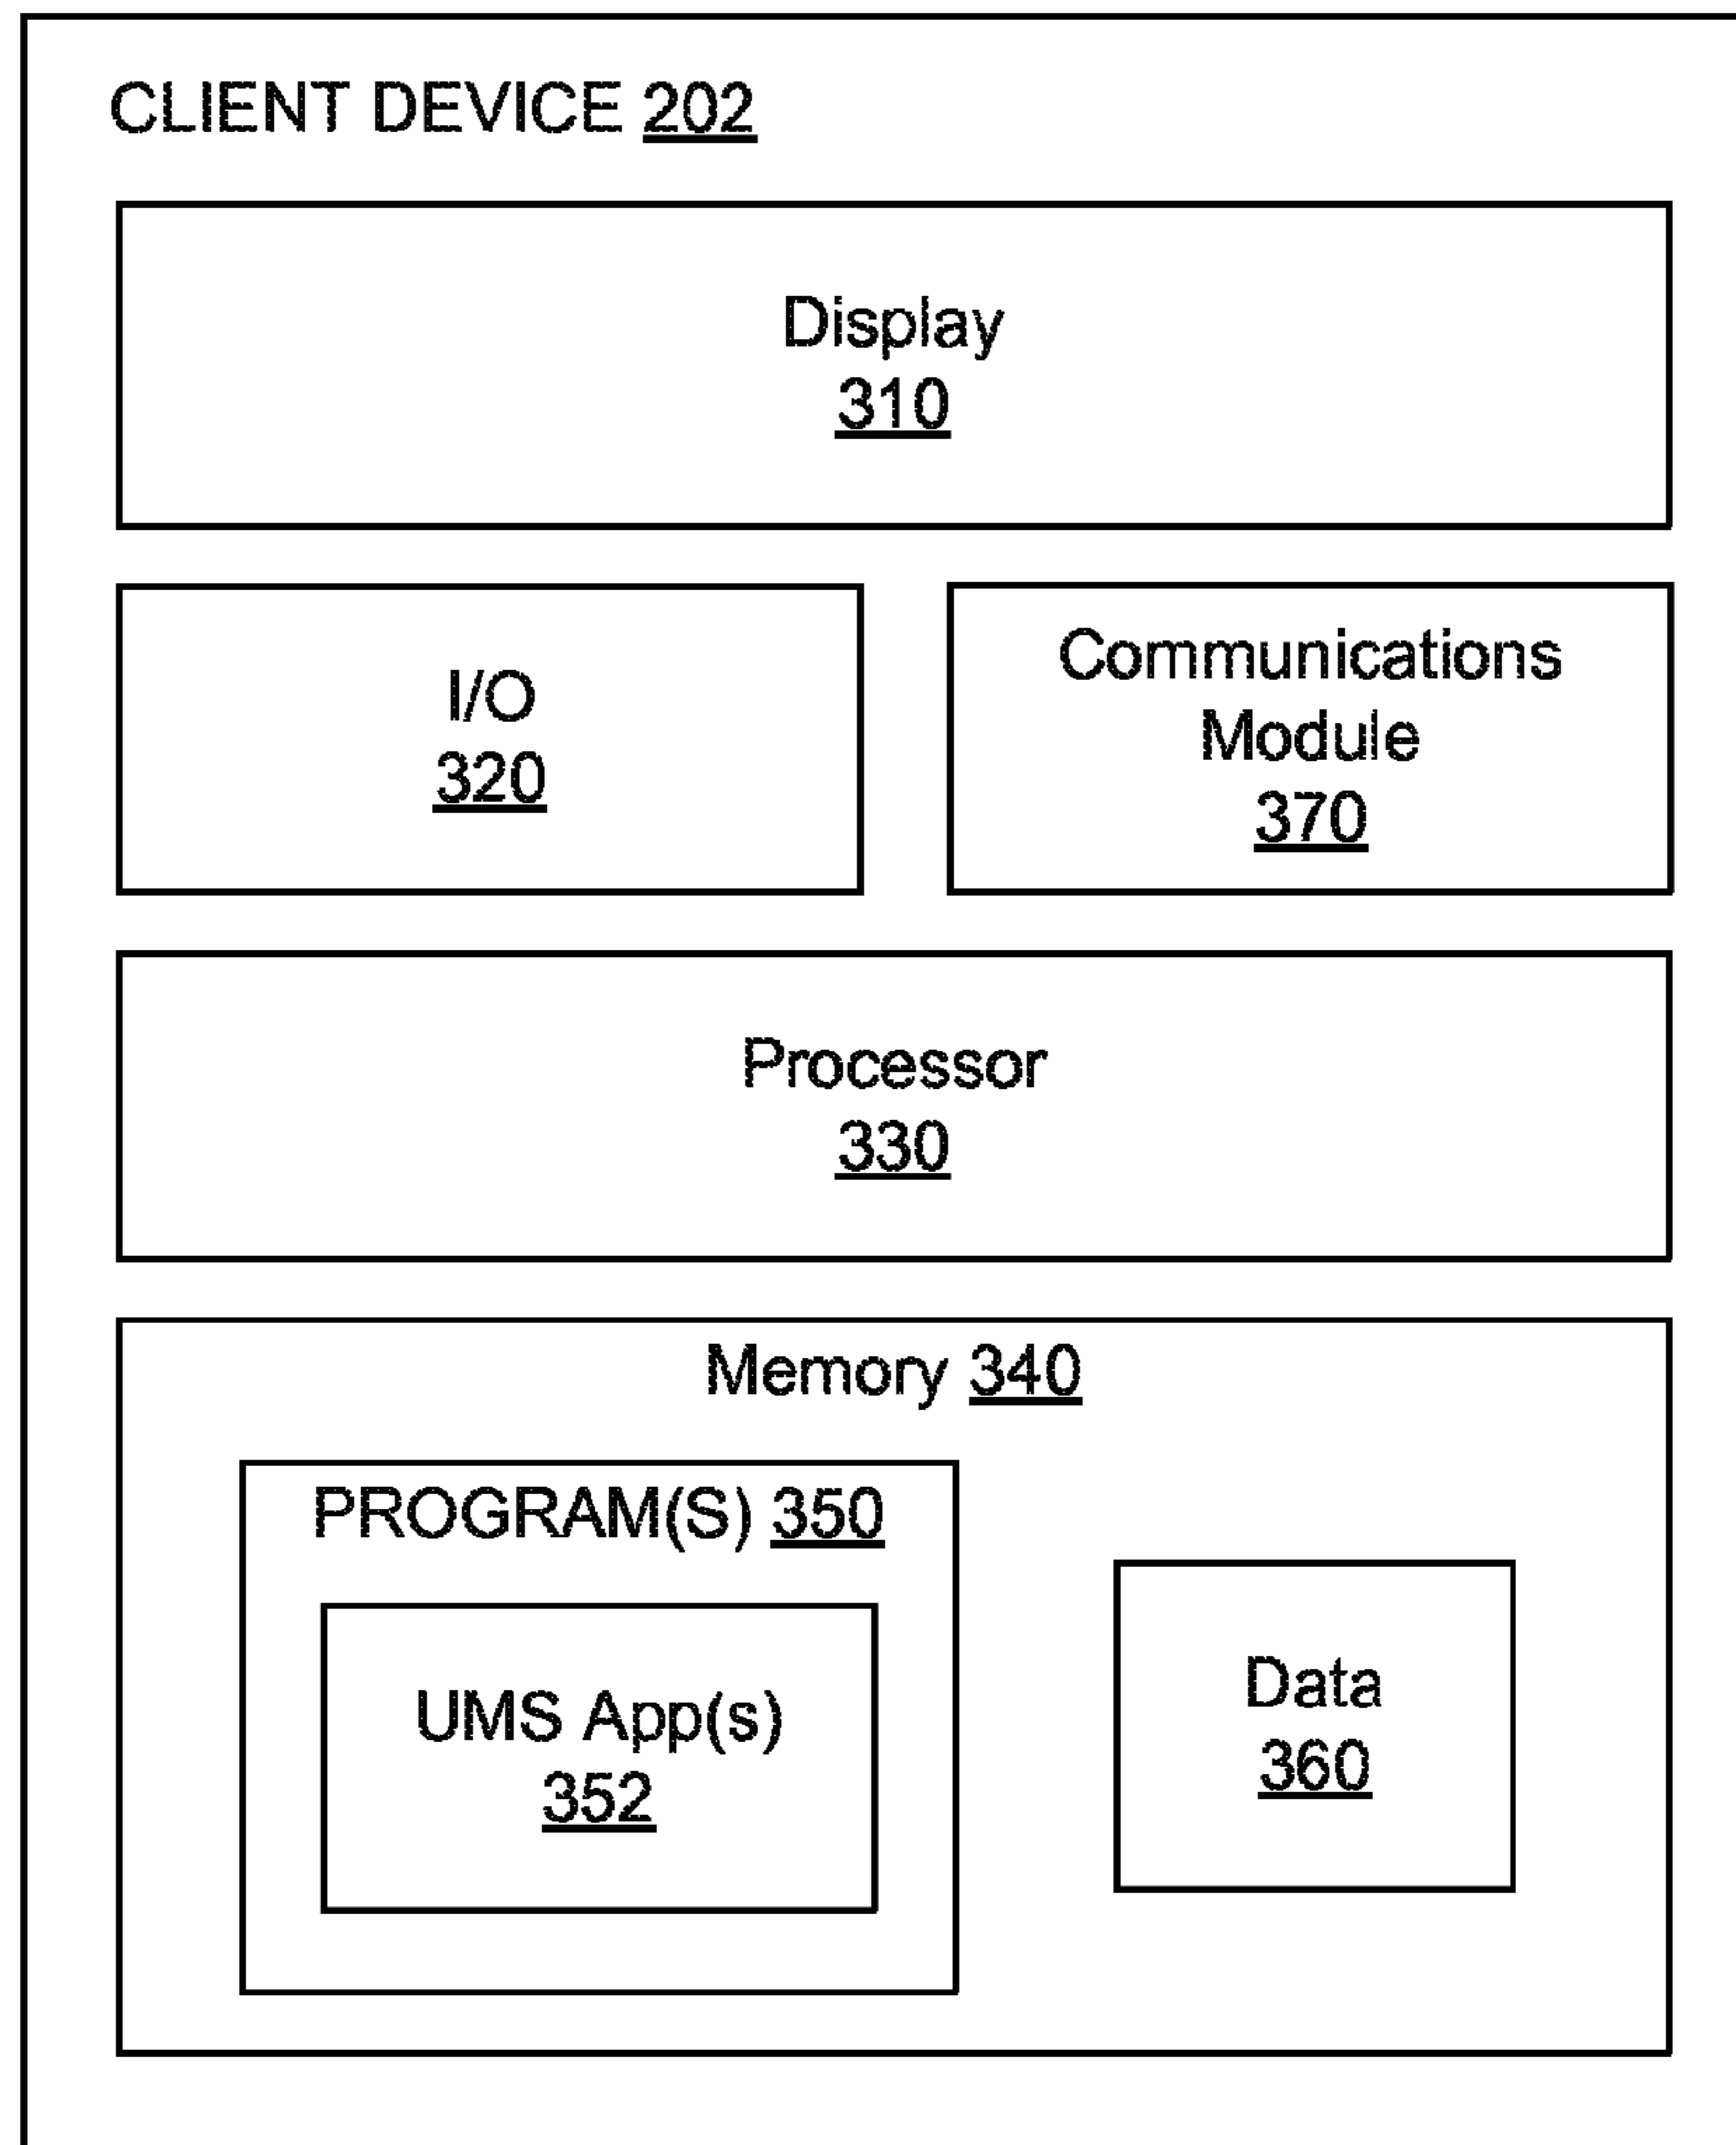 CLIENT DEVICE 202
Display
310
I/O
320
Communications
Module
370
Processor
330
Memory 340
PROGRAM(S) 350
UMS App(s)
352
Data
360